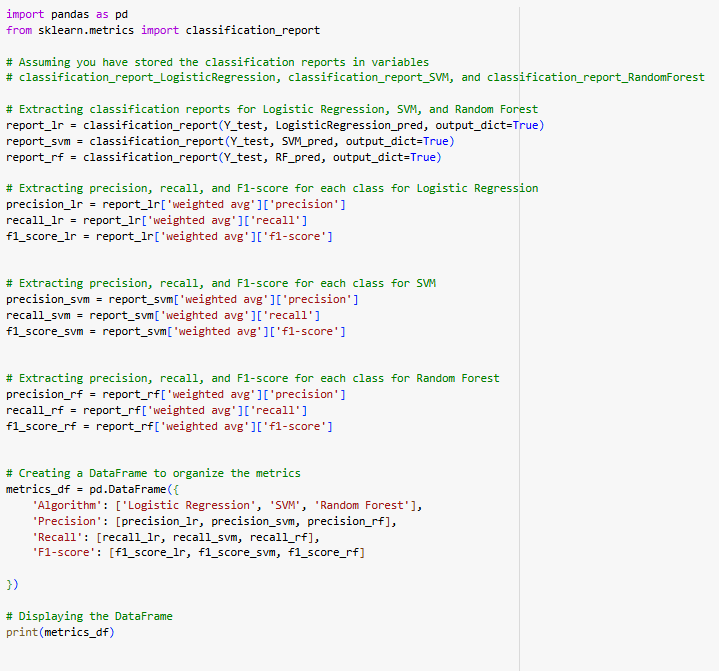 import pandas as pd
from sklearn.metrics import classification_report

# Assuming you have stored the classification reports in variables
# classification_report_LogisticRegression, classification_report_SVM, and classification_report_RandomForest

# Extracting classification reports for Logistic Regression, SVM, and Random Forest
report_lr = classification_report(Y_test, LogisticRegression_pred, output_dict=True)
report_svm = classification_report(Y_test, SVM_pred, output_dict=True)
report_rf = classification_report(Y_test, RF_pred, output_dict=True)

# Extracting precision, recall, and F1-score for each class for Logistic Regression
precision_lr = report_lr['weighted avg']['precision']
recall_lr = report_lr['weighted avg']['recall']
f1_score_lr = report_lr['weighted avg']['f1-score']

# Extracting precision, recall, and F1-score for each class for SVM
precision_svm = report_svm['weighted avg']['precision']
recall_svm = report_svm['weighted avg']['recall']
f1_score_svm = report_svm['weighted avg']['f1-score']

# Extracting precision, recall, and F1-score for each class for Random Forest
precision_rf = report_rf['weighted avg']['precision']
recall_rf = report_rf['weighted avg']['recall']
f1_score_rf = report_rf['weighted avg']['f1-score']

# Creating a DataFrame to organize the metrics
metrics_df = pd.DataFrame({
    'Algorithm': ['Logistic Regression', 'SVM', 'Random Forest'],
    'Precision': [precision_lr, precision_svm, precision_rf],
    'Recall': [recall_lr, recall_svm, recall_rf],
    'F1-score': [f1_score_lr, f1_score_svm, f1_score_rf]

})

# Displaying the DataFrame
print(metrics_df)